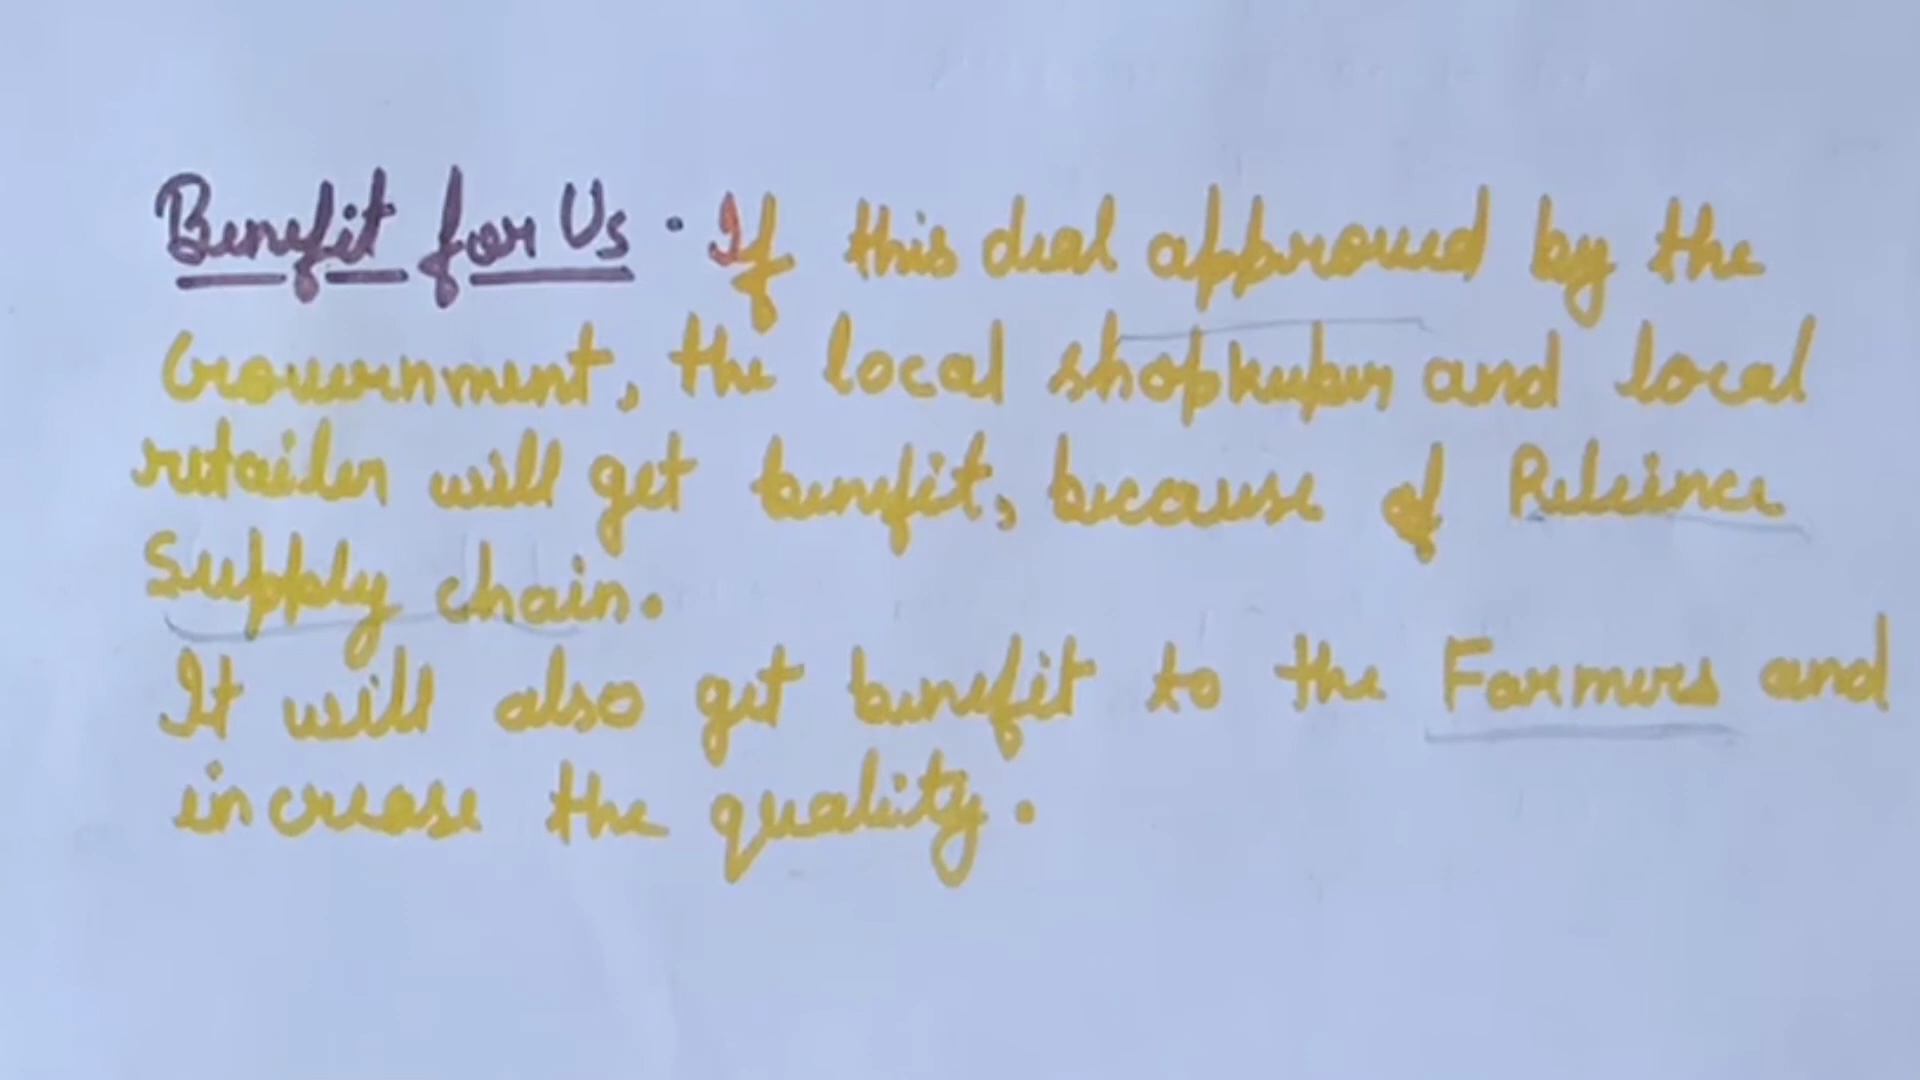 Benefit for Us . If this deal approved by the
Government, the local shopkeeper and local
retailer will get benefit, because of Releince
Supply chain.
It will also get benefit to the Farmers and
increase the quality.